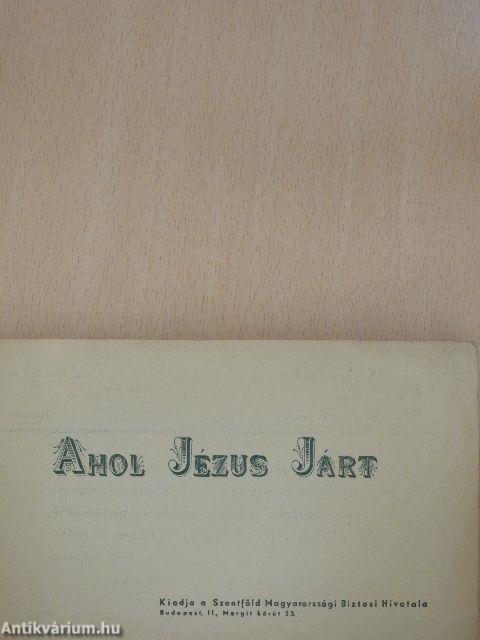 Ahol Jézus Járt
Kiadja a Szentföld Magyarországi Biztosi Hivatala
Budapest, II., Margit körút 23.
Antikvárium.hu